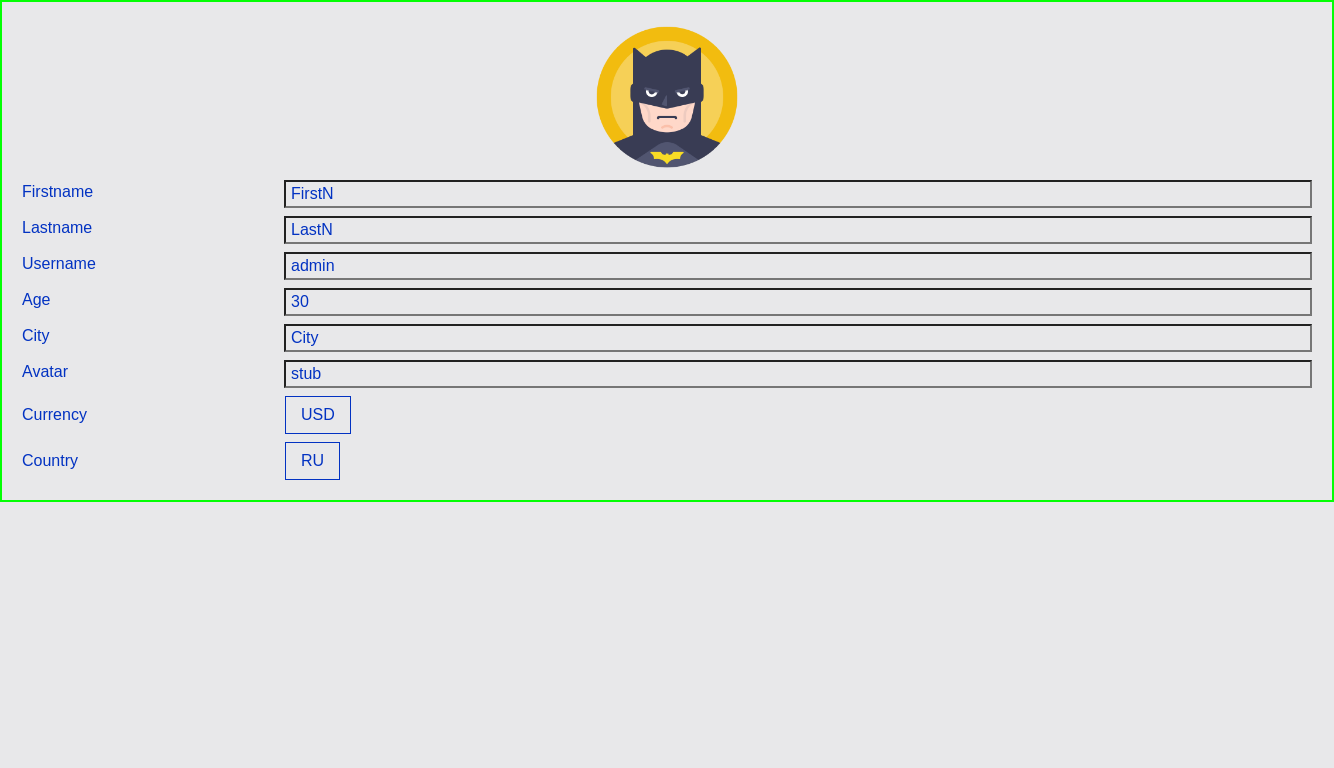 Firstname FirstN
Lastname LastN
Username admin
Age 30
City City
Avatar stub
Currency USD
Country RU